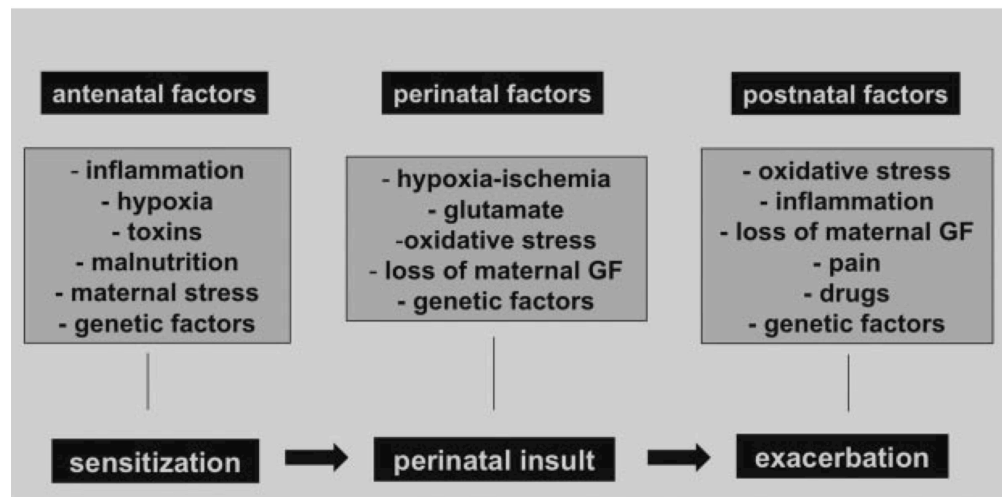 antenatal factors
- inflammation
- hypoxia
- toxins
- malnutrition
- maternal stress
- genetic factors
sensitization
perinatal factors
- hypoxia-ischemia
- glutamate
-oxidative stress
- loss of maternal GF
- genetic factors
perinatal insult
postnatal factors
- oxidative stress
- inflammation
- loss of maternal GF
- pain
- drugs
- genetic factors
exacerbation